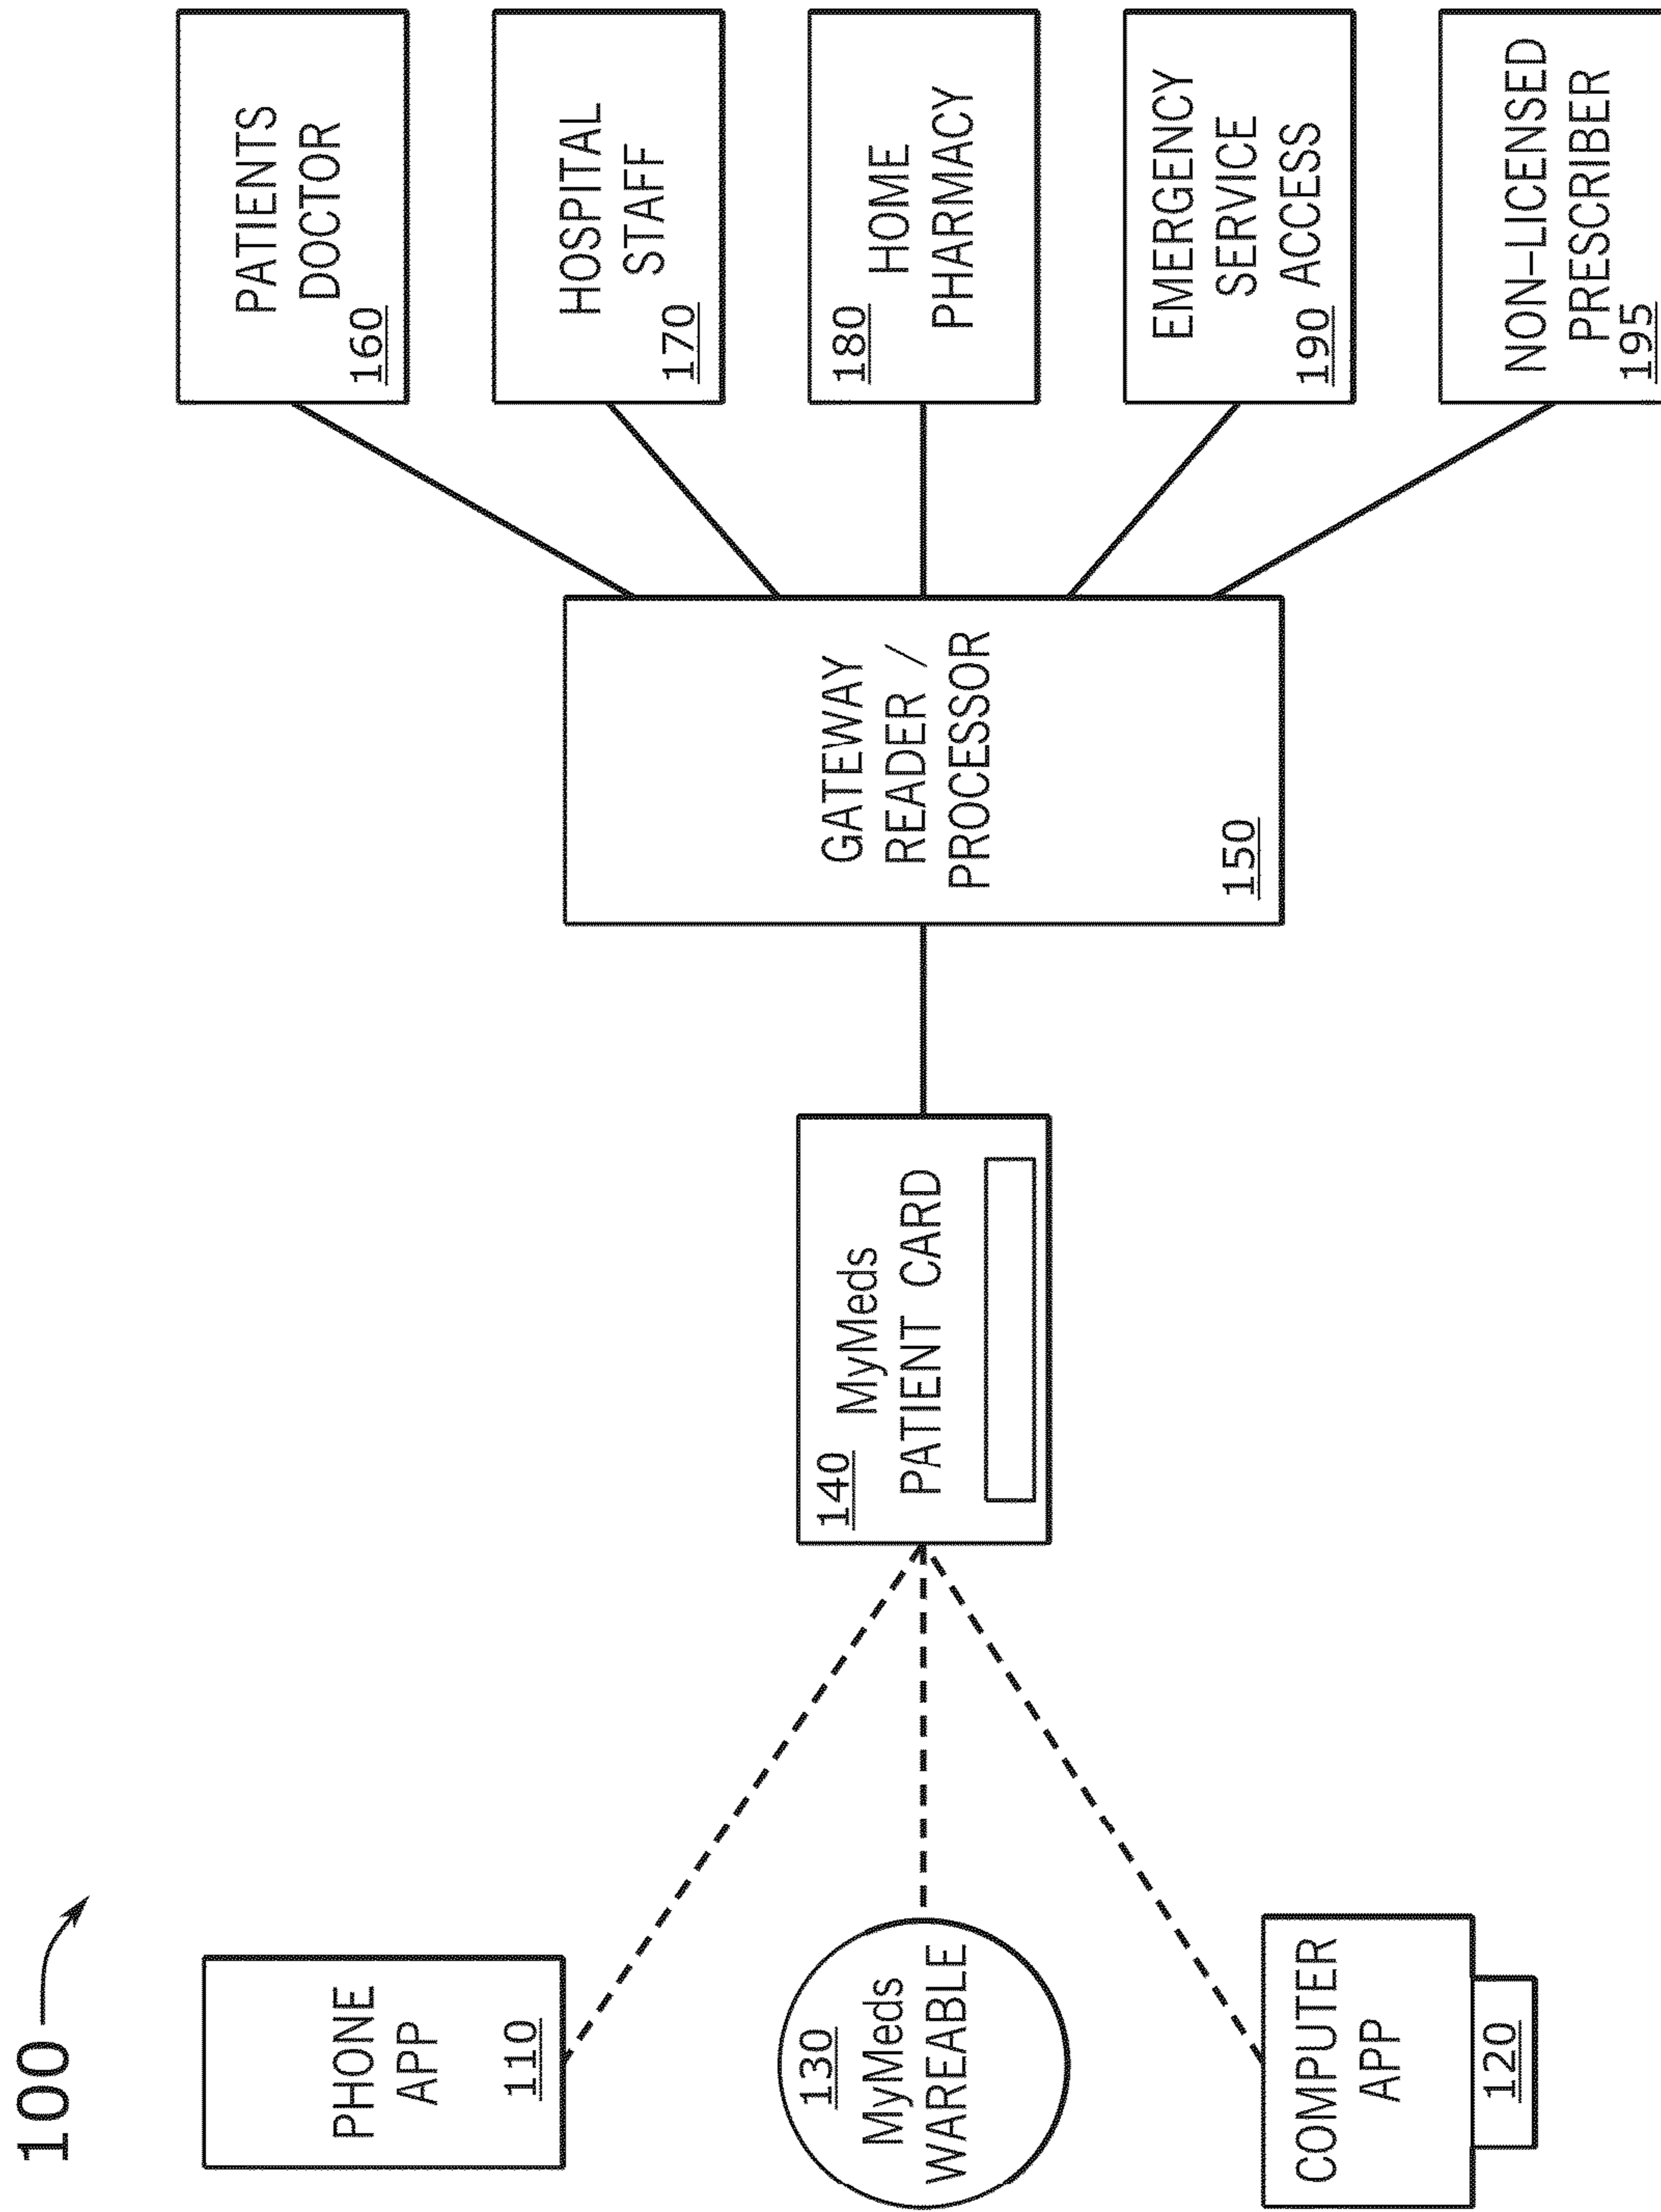 100
PHONE
APP
110
130
MyMeds
WAREABLE
COMPUTER
APP
120
140
MyMeds
PATIENT CARD
GATEWAY
READER /
PROCESSOR
150
PATIENTS
DOCTOR
160
HOSPITAL
STAFF
170
180
HOME
PHARMACY
EMERGENCY
SERVICE
190 ACCESS
NON-LICENSED
PRESCRIBER
195